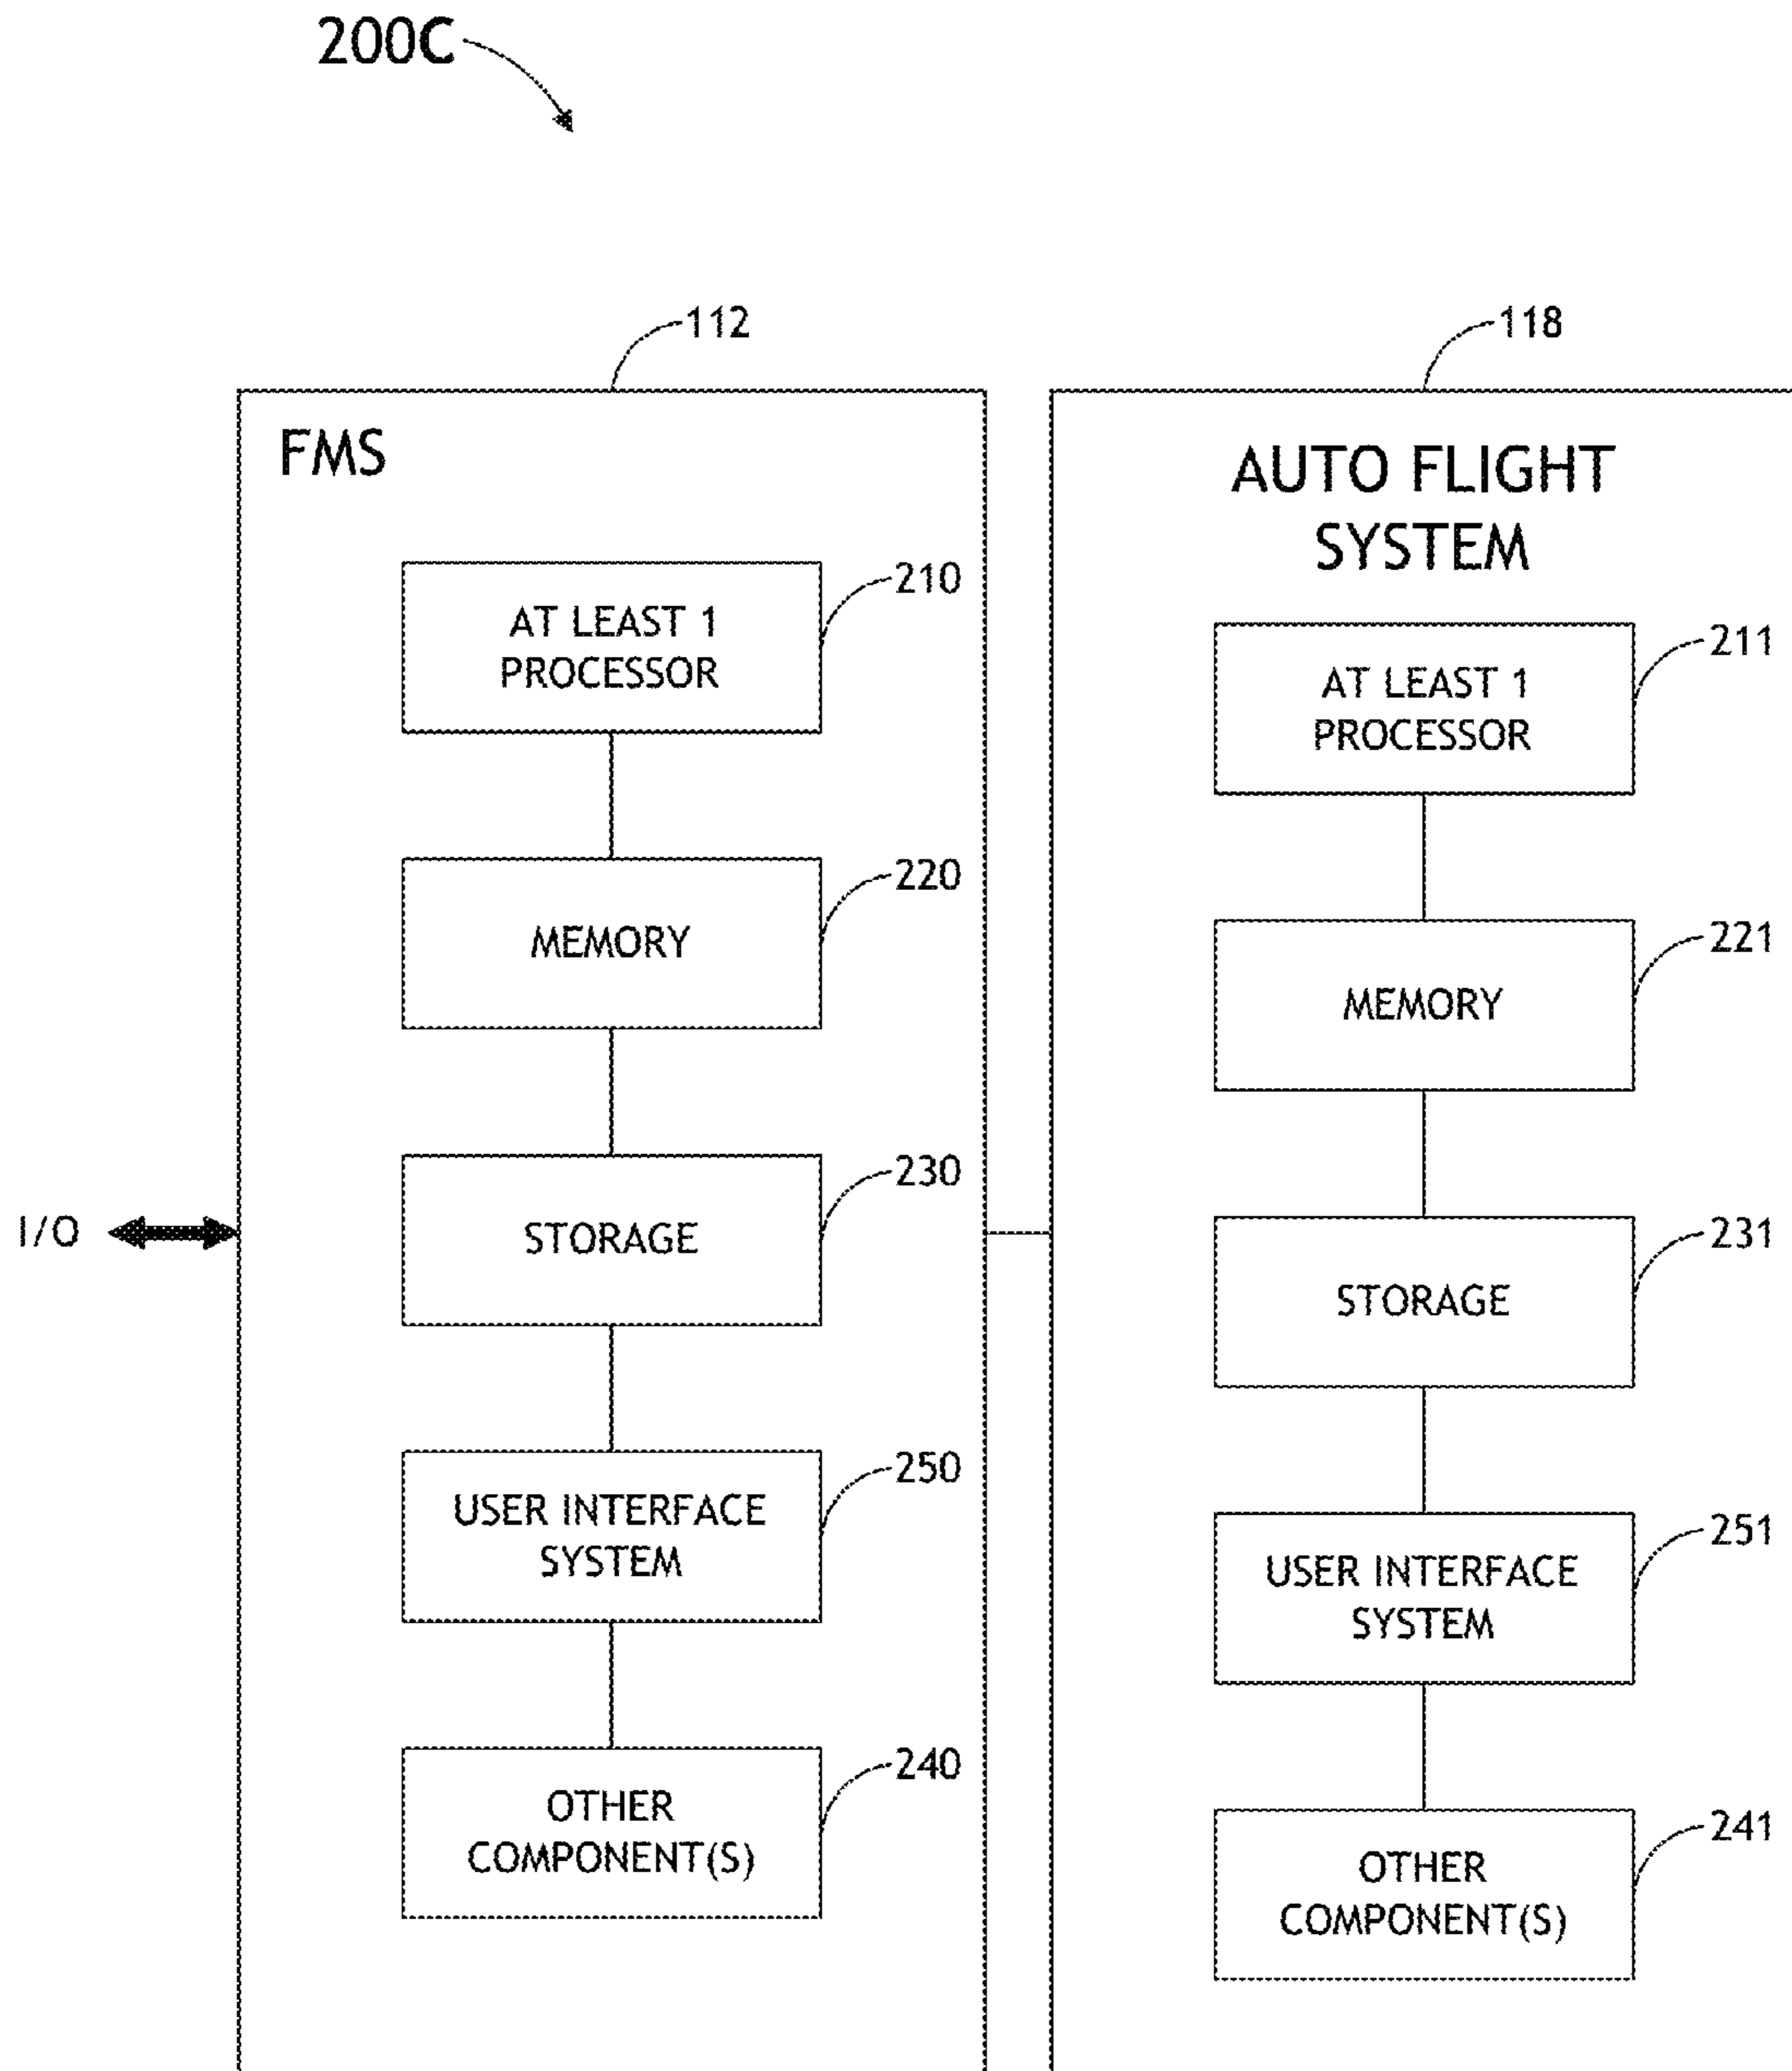 200C
112
118
FMS
AUTO FLIGHT
SYSTEM
210
AT LEAST 1
PROCESSOR
211
AT LEAST 1
PROCESSOR
220
MEMORY
221
MEMORY
230
STORAGE
I/O
231
STORAGE
250
USER INTERFACE
SYSTEM
251
USER INTERFACE
SYSTEM
240
OTHER
COMPONENT(S)
241
OTHER
COMPONENT(S)